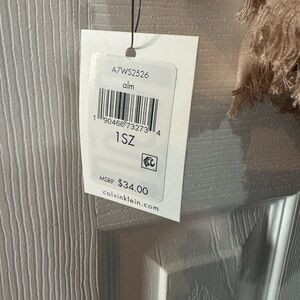 A7WS2526
alm
1 90466 73273 4
1SZ
MSRP $34.00
calvinklein.com